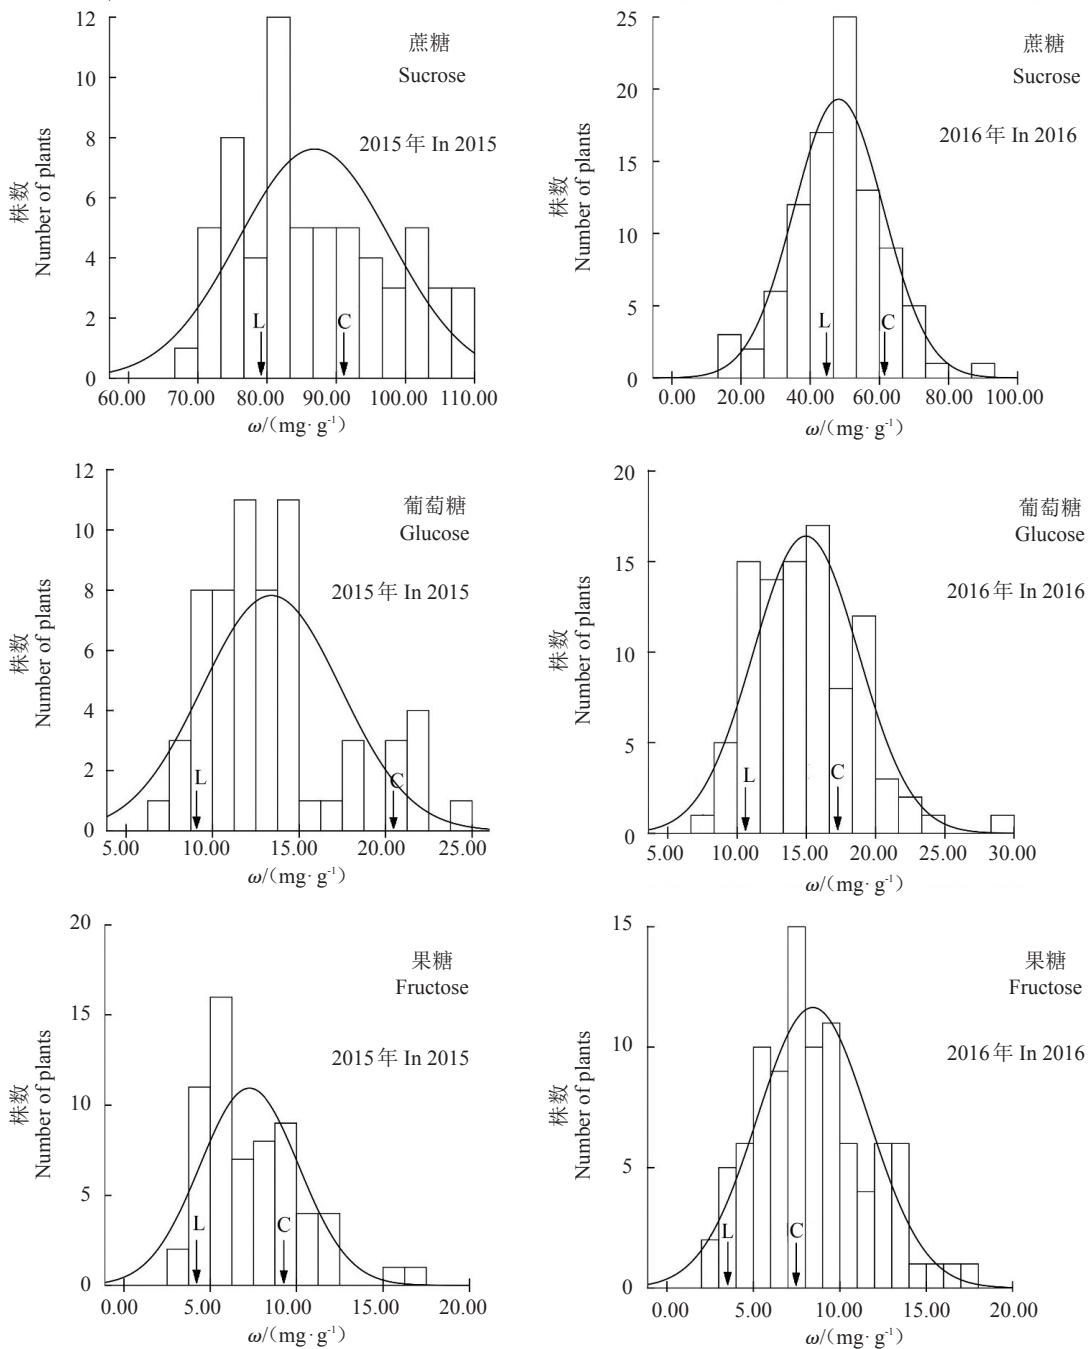 12
10
8
6
4
2
0
株数
Number of plants
蔗糖
Sucrose
2015年 In 2015
L
C
60.00 70.00 80.00 90.00 100.00 110.00
ω/(mg·g-1)
25
20
15
10
5
0
株数
Number of plants
蔗糖
Sucrose
2016年 In 2016
L
C
0.00 20.00 40.00 60.00 80.00 100.00
ω/(mg·g-1)
12
10
8
6
4
2
0
株数
Number of plants
葡萄糖
Glucose
2015年 In 2015
L
C
5.00 10.00 15.00 20.00 25.00
ω/(mg·g-1)
20
15
10
5
0
株数
Number of plants
葡萄糖
Glucose
2016年 In 2016
L
C
5.00 10.00 15.00 20.00 25.00 30.00
ω/(mg·g-1)
20
15
10
5
0
株数
Number of plants
果糖
Fructose
2015年 In 2015
L
C
0.00 5.00 10.00 15.00 20.00
ω/(mg·g-1)
15
10
5
0
株数
Number of plants
果糖
Fructose
2016年 In 2016
L
C
0.00 5.00 10.00 15.00 20.00
ω/(mg·g-1)